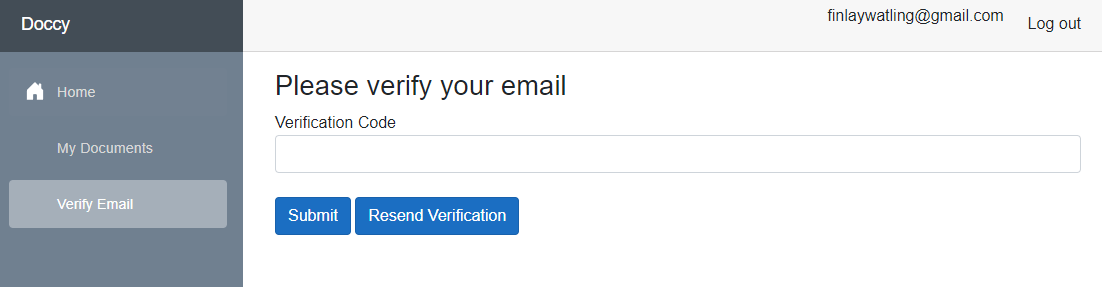 Doccy
finlaywatling@gmail.com
Log out
Home
My Documents
Verify Email
Please verify your email
Verification Code
Submit
Resend Verification